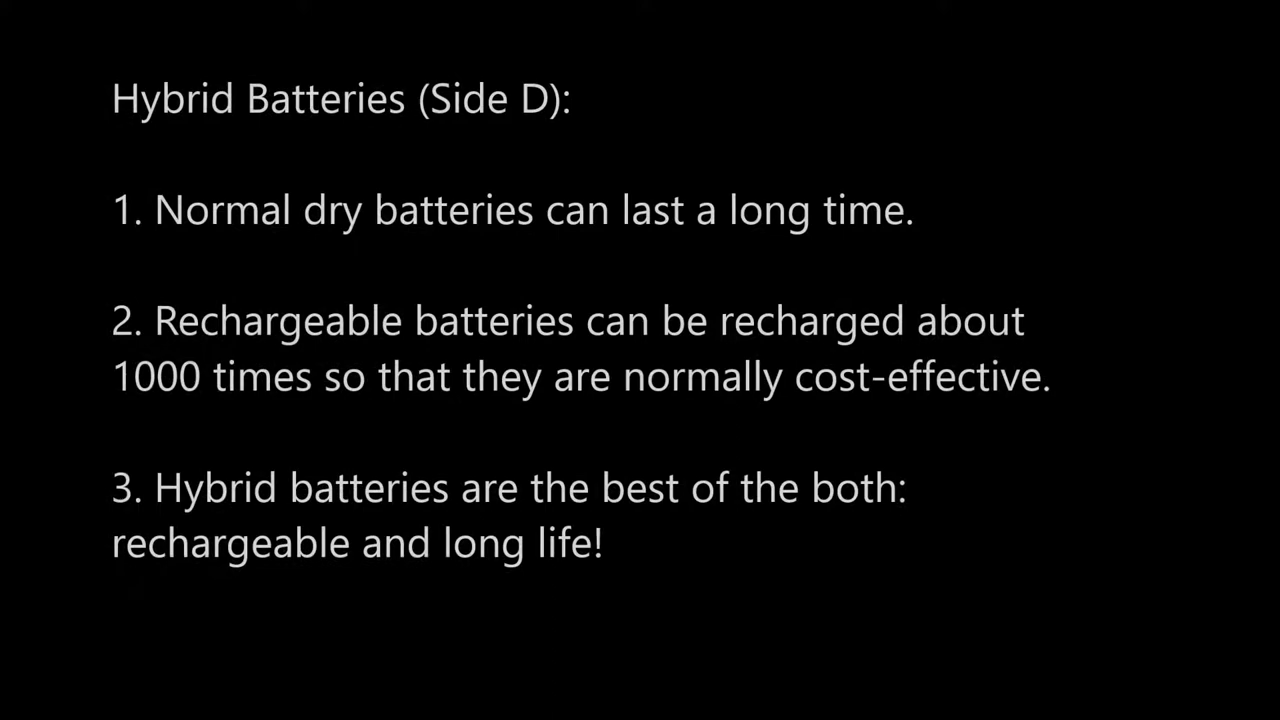 Hybrid Batteries (Side D):
1. Normal dry batteries can last a long time.
2. Rechargeable batteries can be recharged about
1000 times so that they are normally cost-effective.
3. Hybrid batteries are the best of the both:
rechargeable and long life!